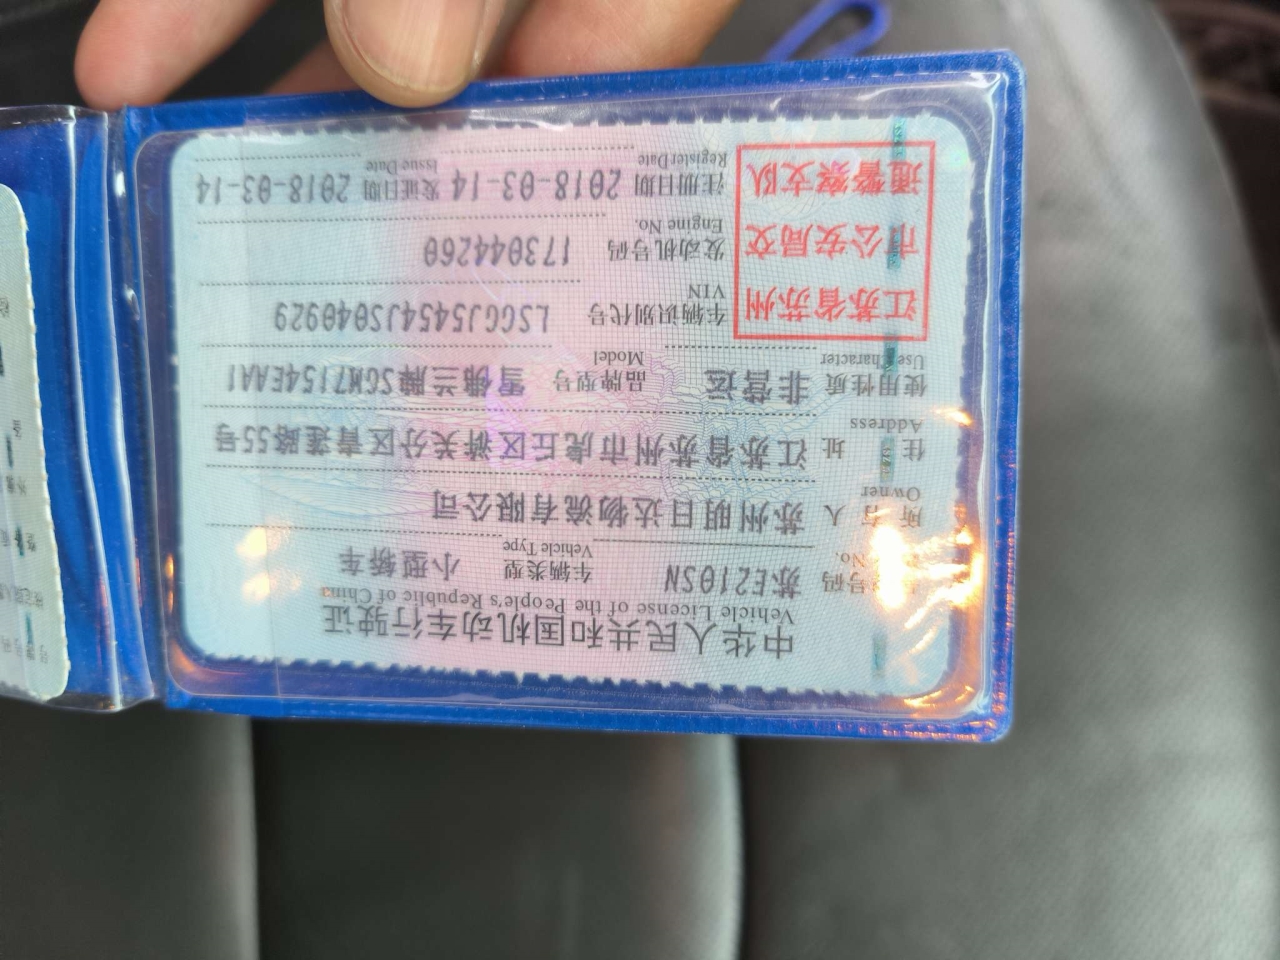 中华人民共和国机动车行驶证
Vehicle License of the People's Republic of China
号码 苏E210SN 车辆类型 小型轿车
No. Vehicle Type
所有人 苏州明日达物流有限公司
Owner
住址 江苏省苏州市虎丘区浒关分区青莲路55号
Address
使用性质 非营运 品牌型号 雪佛兰牌SGM7154EAA1
Use Character Model
江苏省苏州
市公安局交
通警察支队
车辆识别代号 LSGGJ5454JS040929
VIN
发动机号码 173044260
Engine No.
注册日期 2018-03-14 发证日期 2018-03-14
Register Date Issue Date